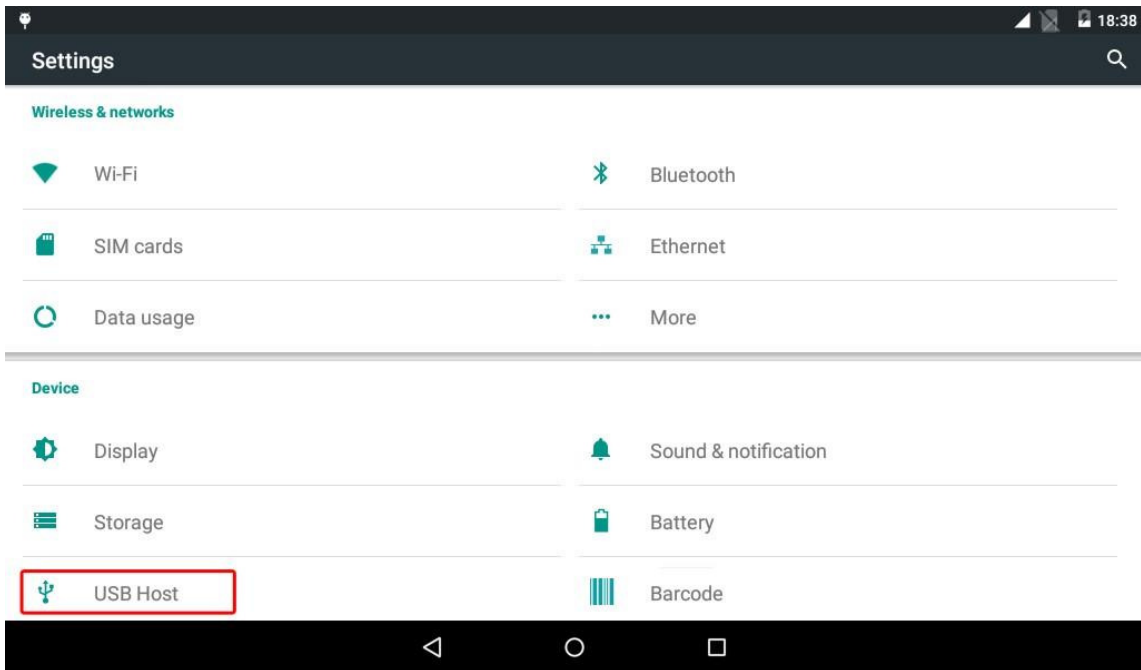 18:38
Settings
Wireless & networks
Wi-Fi
Bluetooth
SIM cards
Ethernet
Data usage
More
Device
Display
Sound & notification
Storage
Battery
USB Host
Barcode